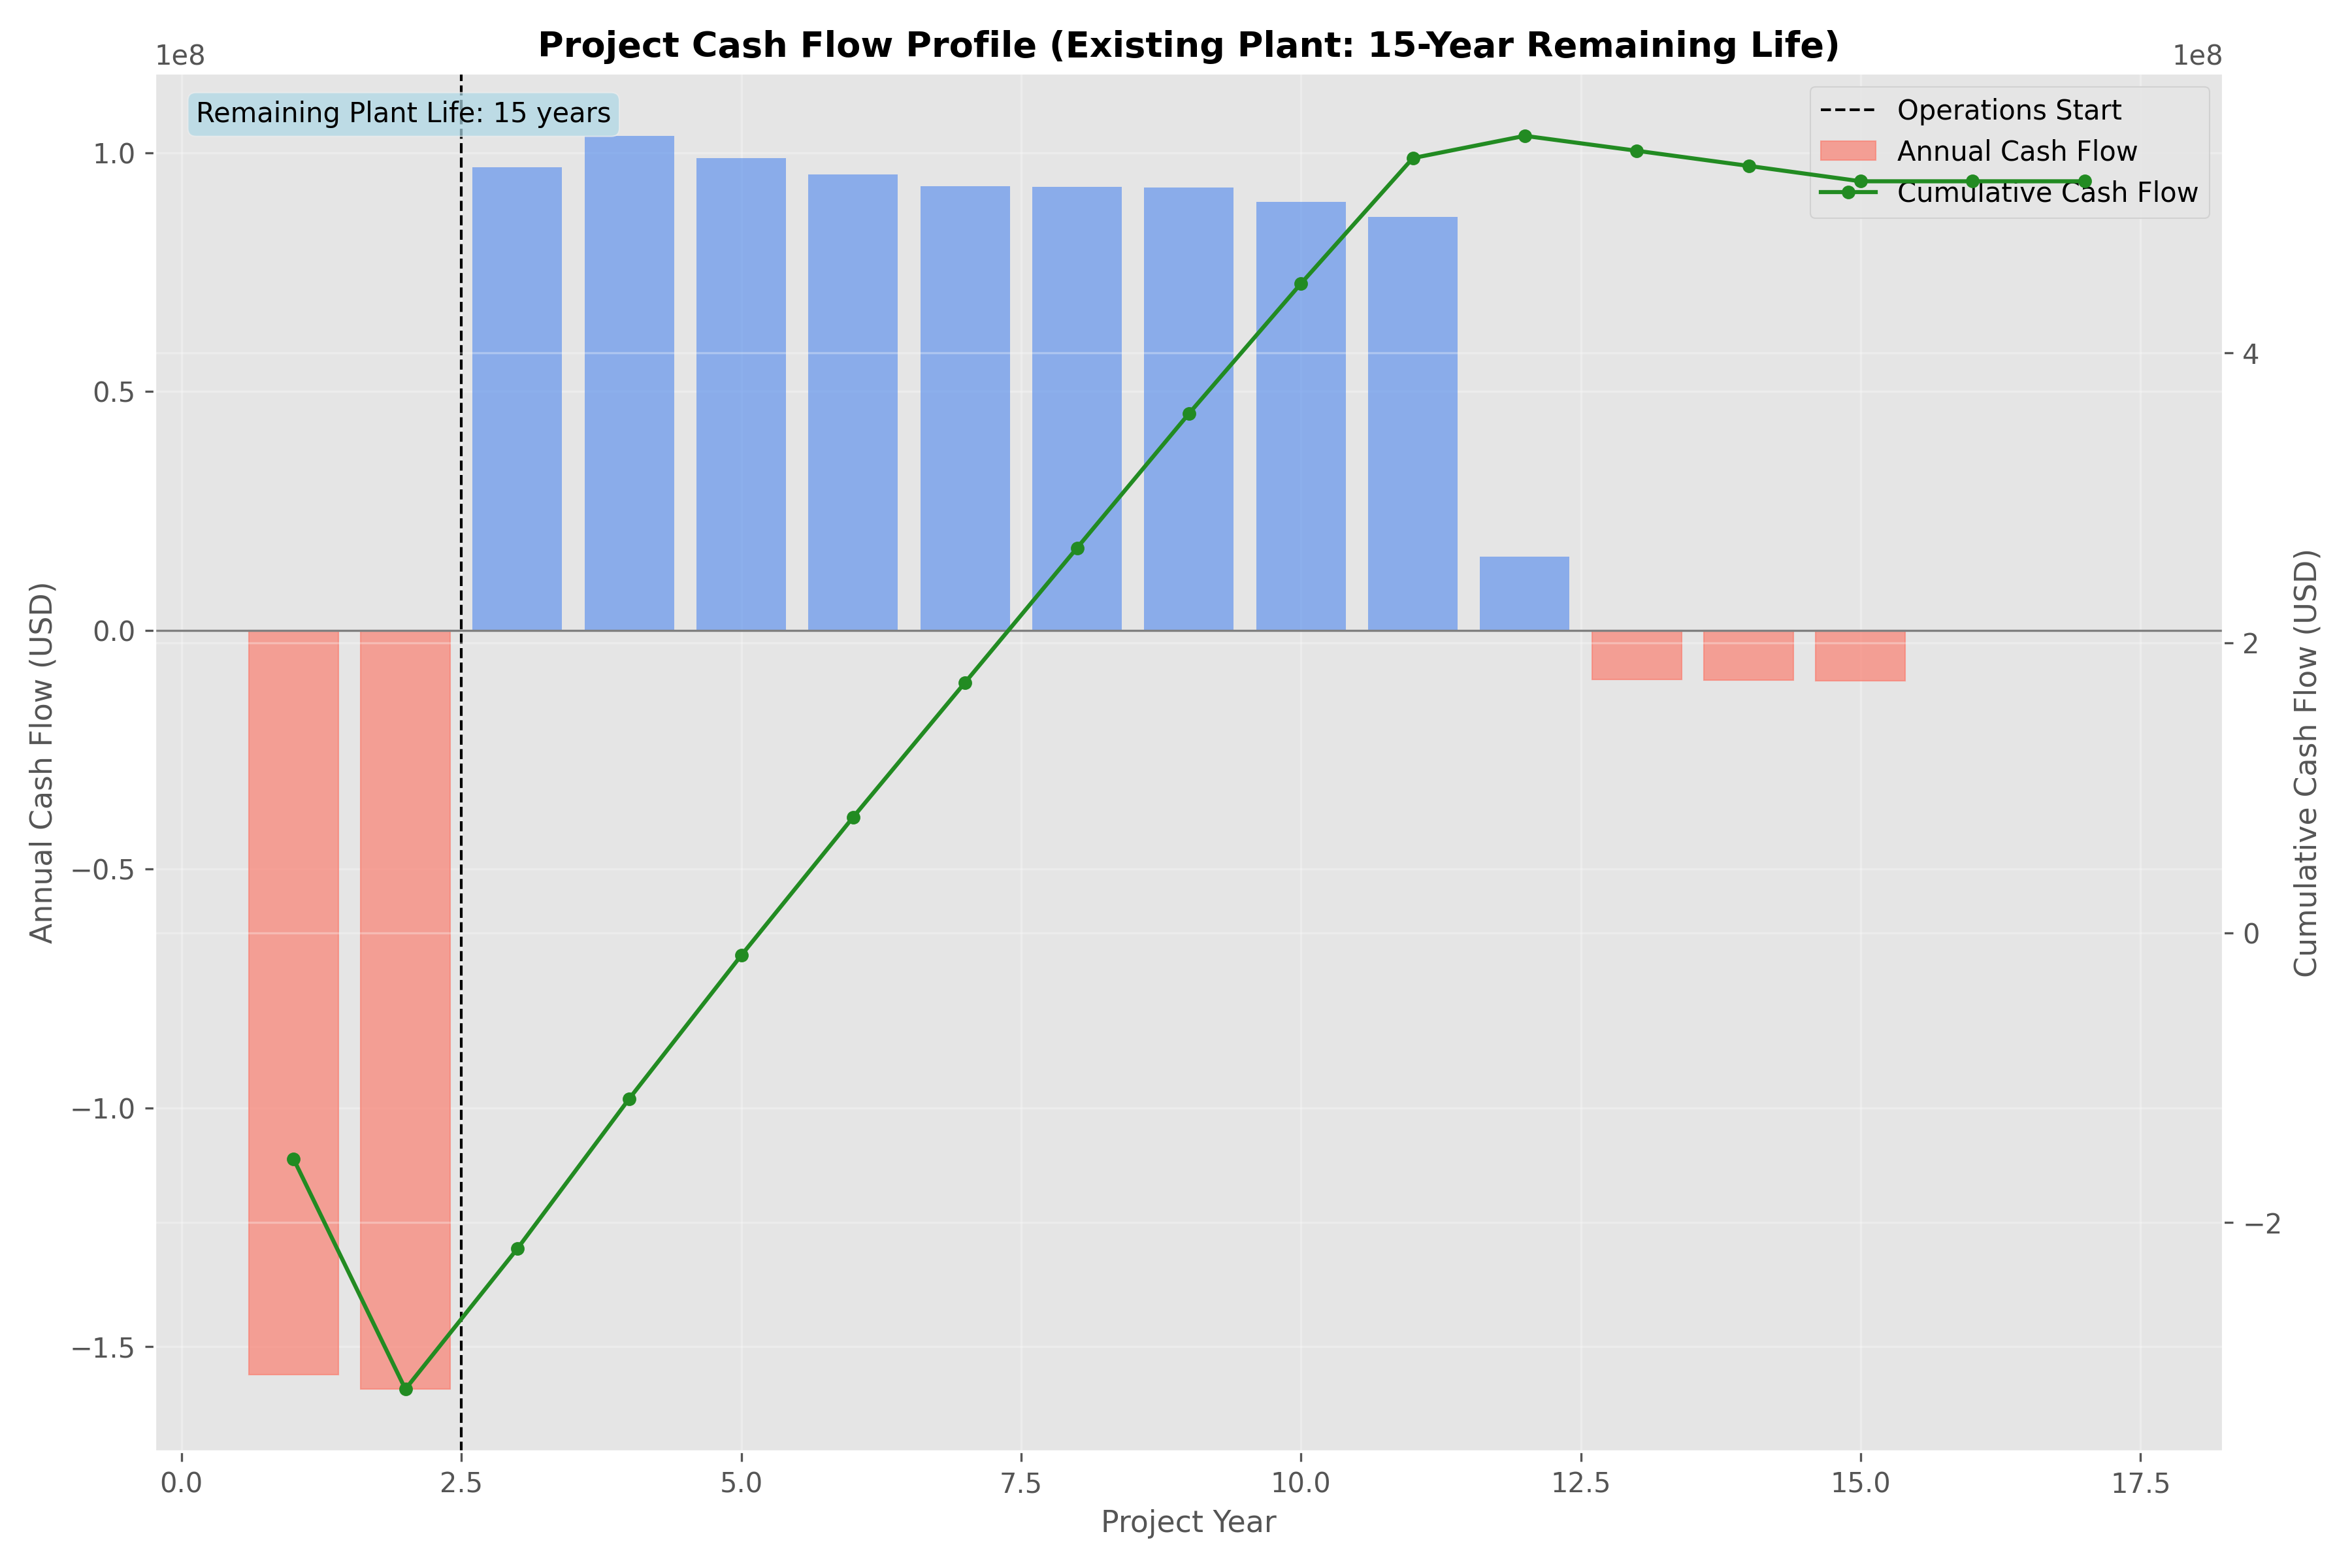 Project Cash Flow Profile (Existing Plant: 15-Year Remaining Life)
1e8
1e8
Remaining Plant Life: 15 years
Operations Start
Annual Cash Flow
Cumulative Cash Flow
1.0
0.5
0.0
−0.5
−1.0
−1.5
Annual Cash Flow (USD)
4
2
0
−2
Cumulative Cash Flow (USD)
0.0 2.5 5.0 7.5 10.0 12.5 15.0 17.5
Project Year